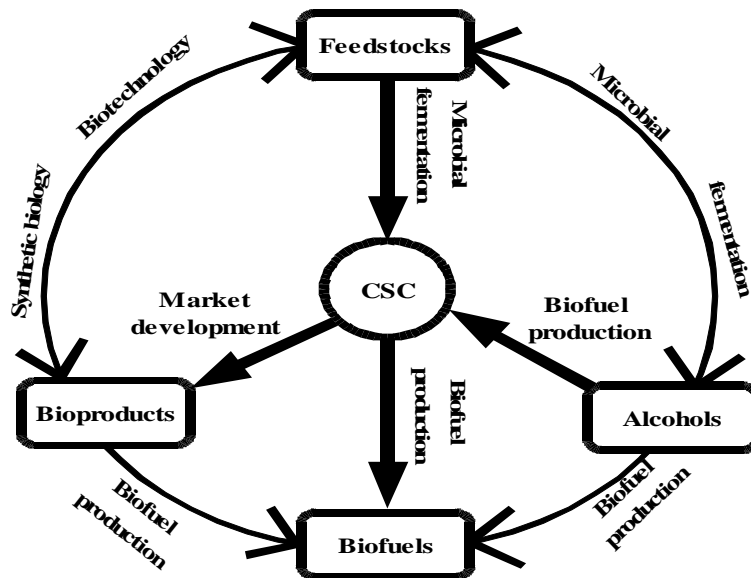 Feedstocks
Biotechnology
Synthetic biology
Microbial
fermentation
Microbial
fermentation
CSC
Market
development
Biofuel
production
Bioproducts
Biofuel
production
Alcohols
Biofuel
production
Biofuels
Biofuel
production